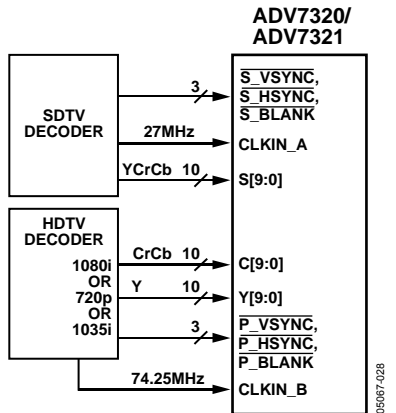 ADV7320/
ADV7321
SDTV
DECODER
3
S_VSYNC,
S_HSYNC,
S_BLANK
27MHz
CLKIN_A
YCrCb 10
S[9:0]
HDTV
DECODER
1080i
OR
720p
OR
1035i
CrCb 10
C[9:0]
Y 10
Y[9:0]
3
P_VSYNC,
P_HSYNC,
P_BLANK
74.25MHz
CLKIN_B
05067-028